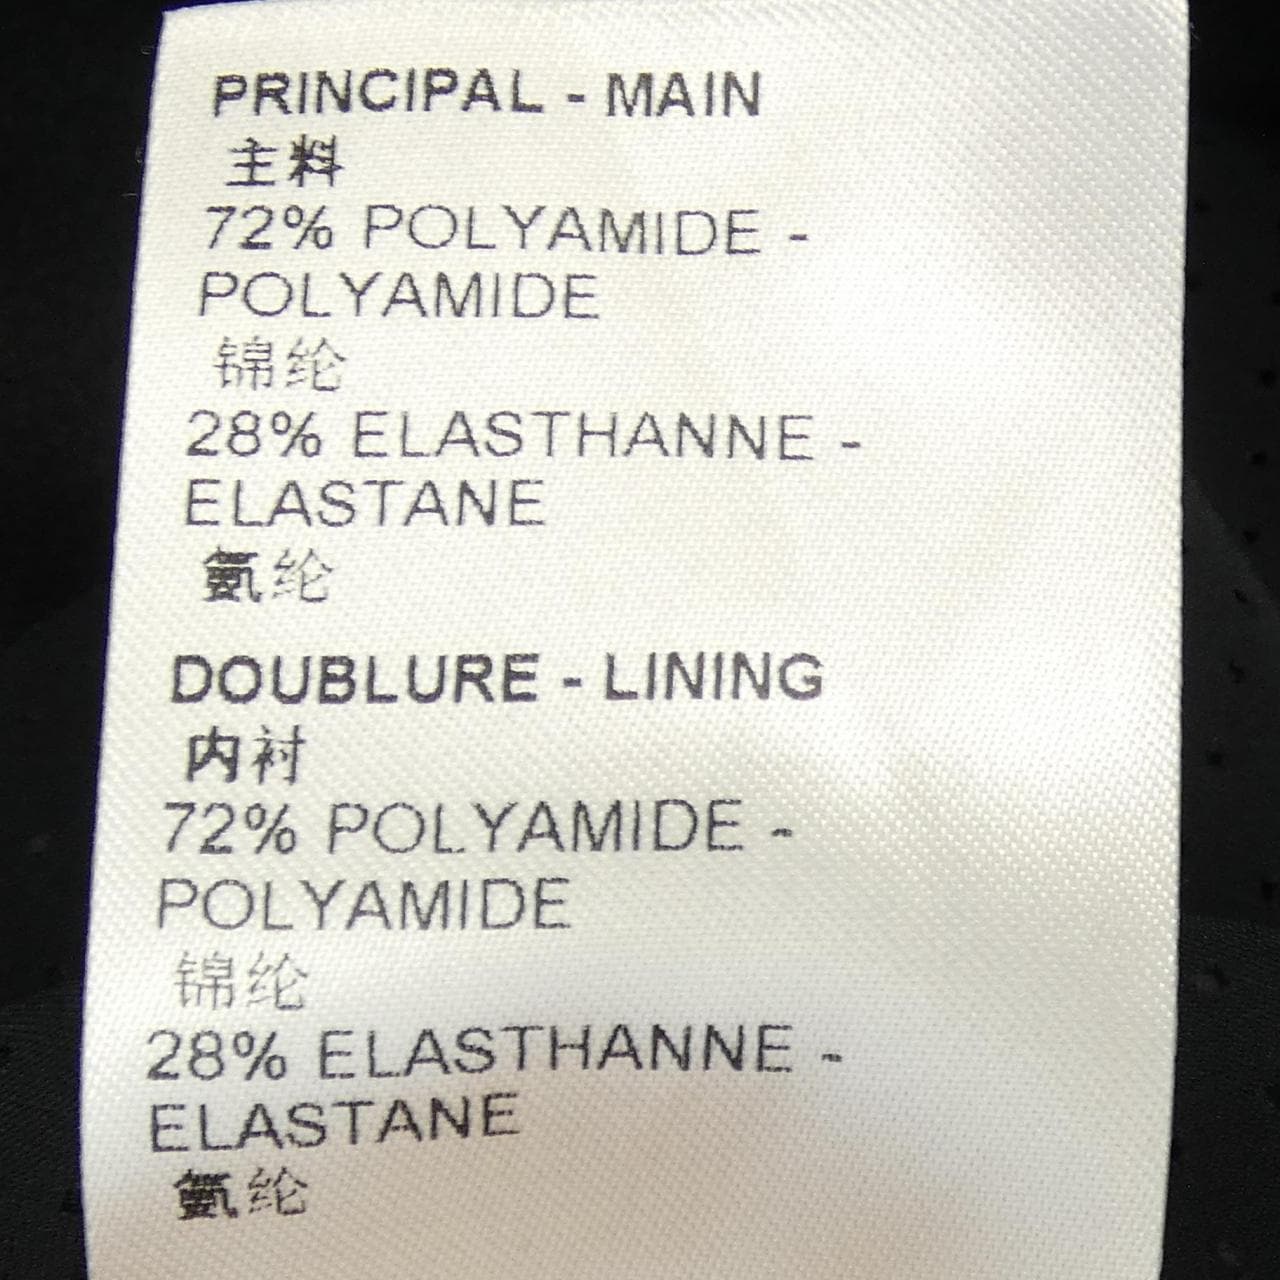 PRINCIPAL - MAIN
主料
72% POLYAMIDE -
POLYAMIDE
锦纶
28% ELASTHANNE -
ELASTANE
氨纶
DOUBLURE - LINING
内衬
72% POLYAMIDE -
POLYAMIDE
锦纶
28% ELASTHANNE -
ELASTANE
氨纶